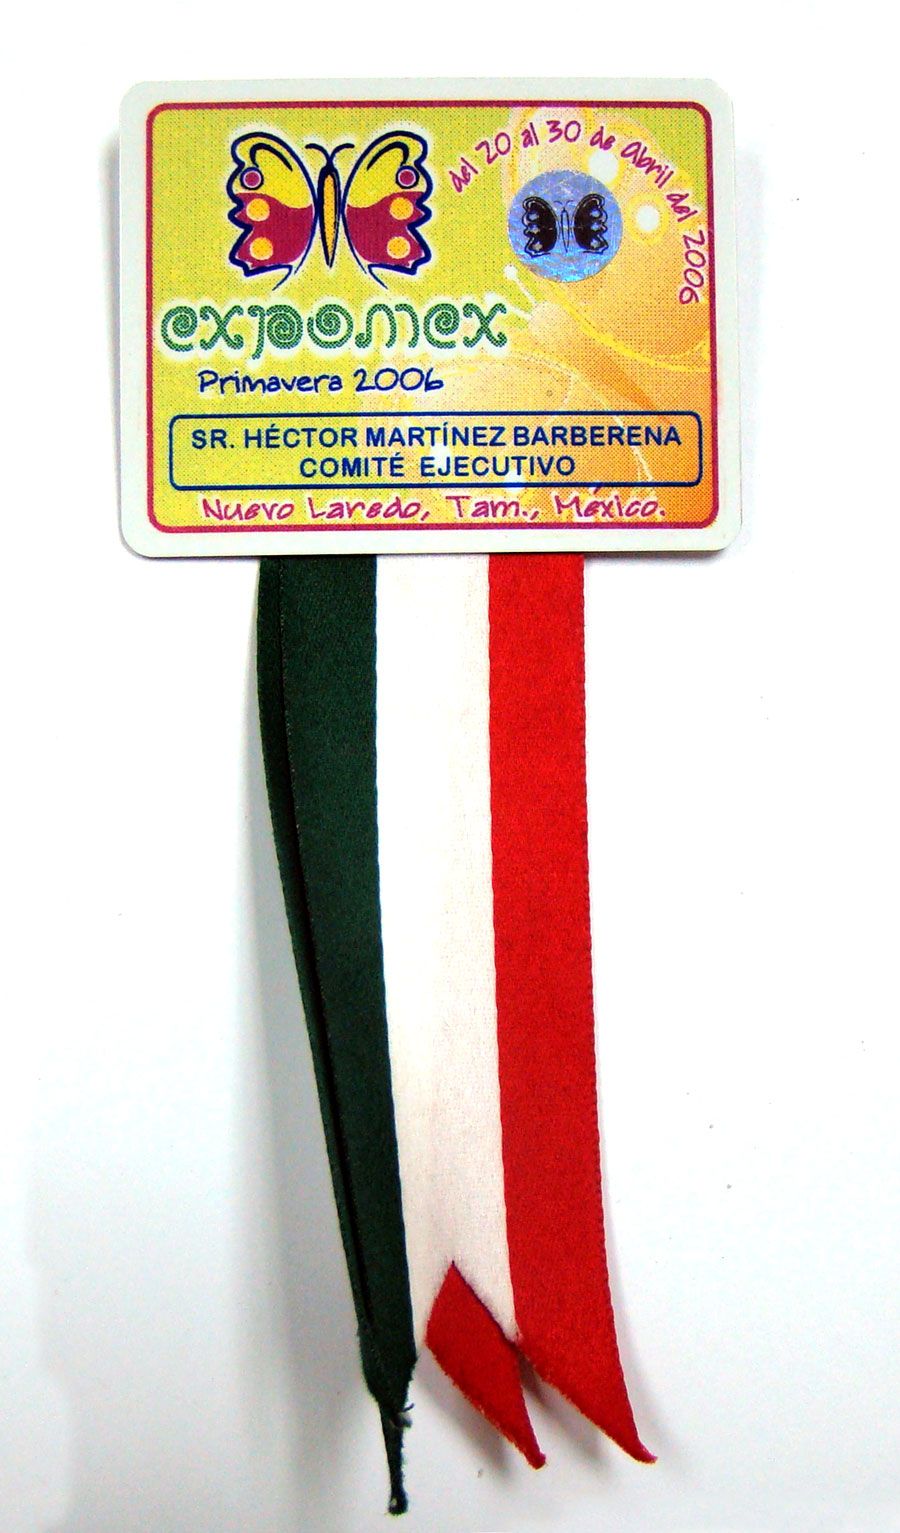 del 20 al 30 de Abril del 2006
expomex
Primavera 2006
SR. HÉCTOR MARTÍNEZ BARBERENA
COMITÉ EJECUTIVO
Nuevo Laredo, Tam., México.